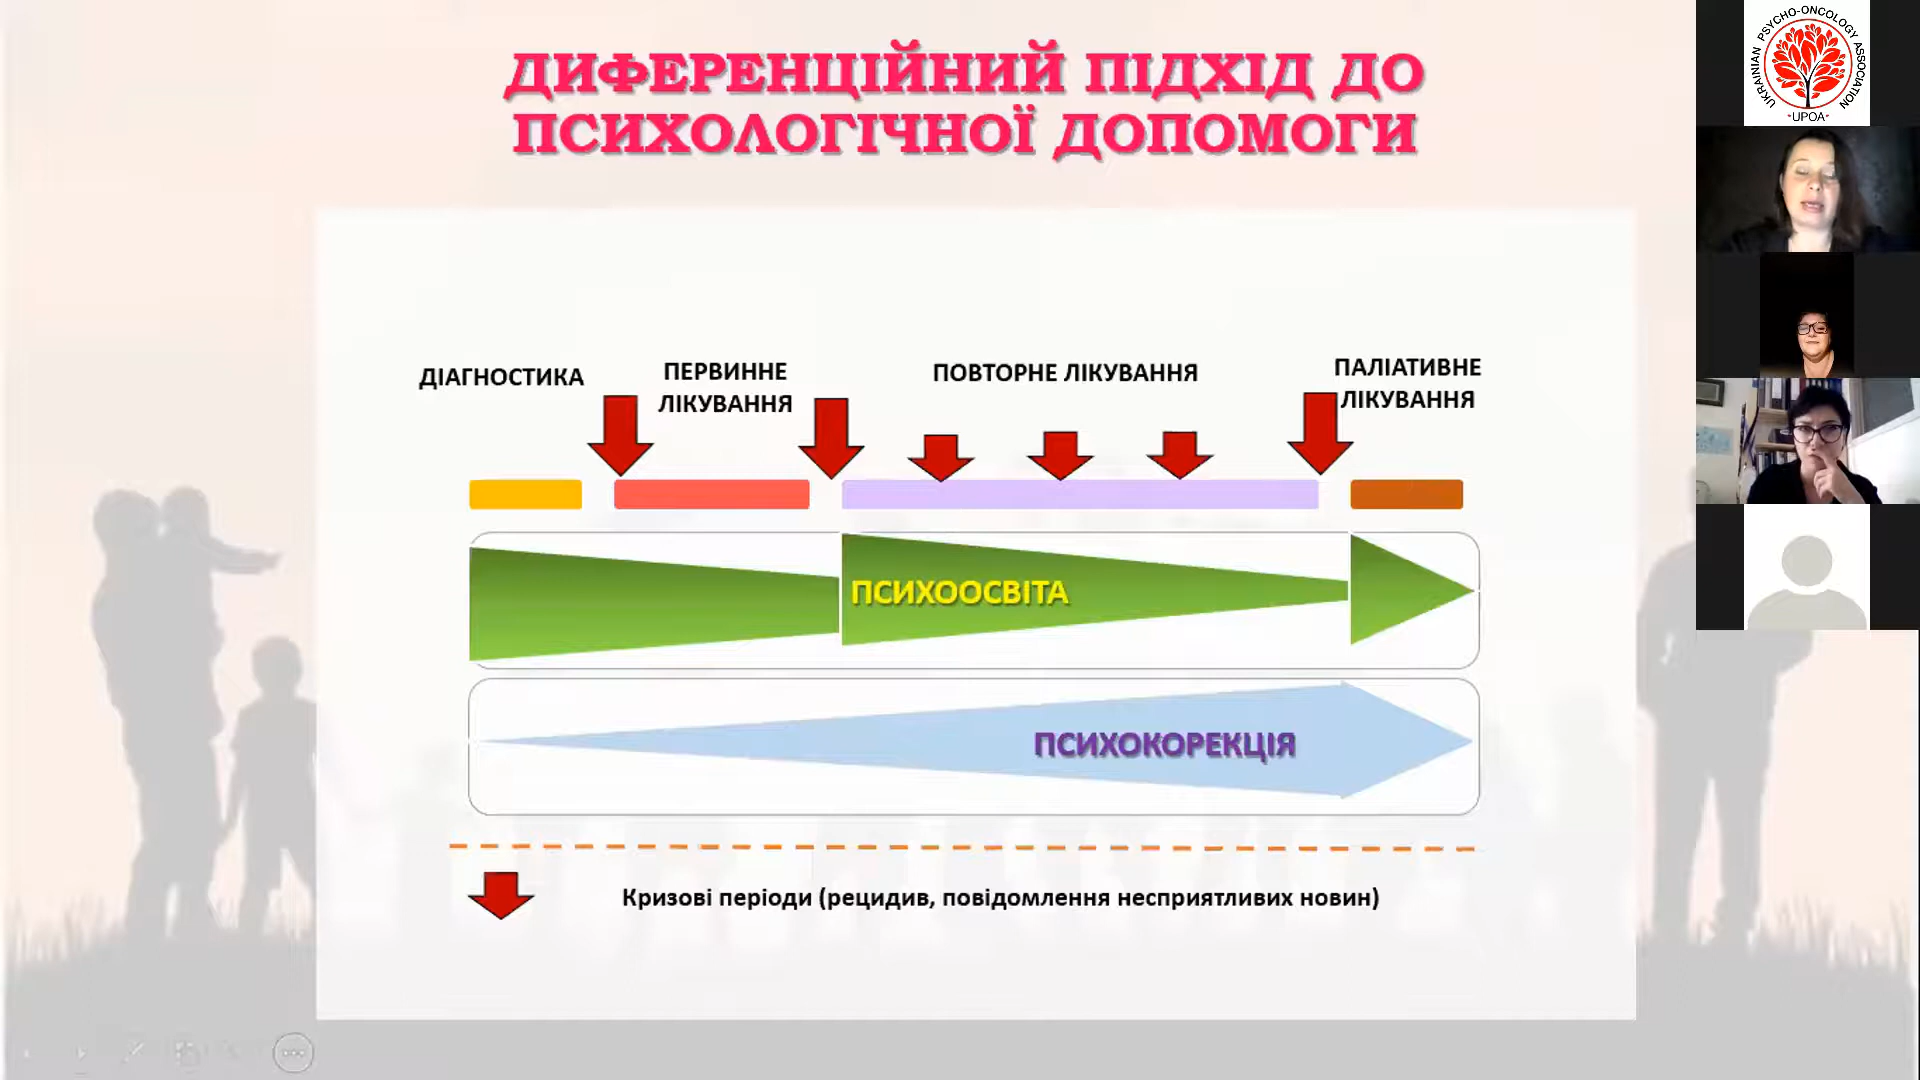 ДИФЕРЕНЦІЙНИЙ ПІДХІД ДО
ПСИХОЛОГІЧНОЇ ДОПОМОГИ
ДІАГНОСТИКА
ПЕРВИННЕ
ЛІКУВАННЯ
ПОВТОРНЕ ЛІКУВАННЯ
ПАЛІАТИВНЕ
ЛІКУВАННЯ
ПСИХООСВІТА
ПСИХОКОРЕКЦІЯ
Кризові періоди (рецидив, повідомлення несприятливих новин)
UKRAINIAN PSYCHO-ONCOLOGY ASSOCIATION
•UPOA•